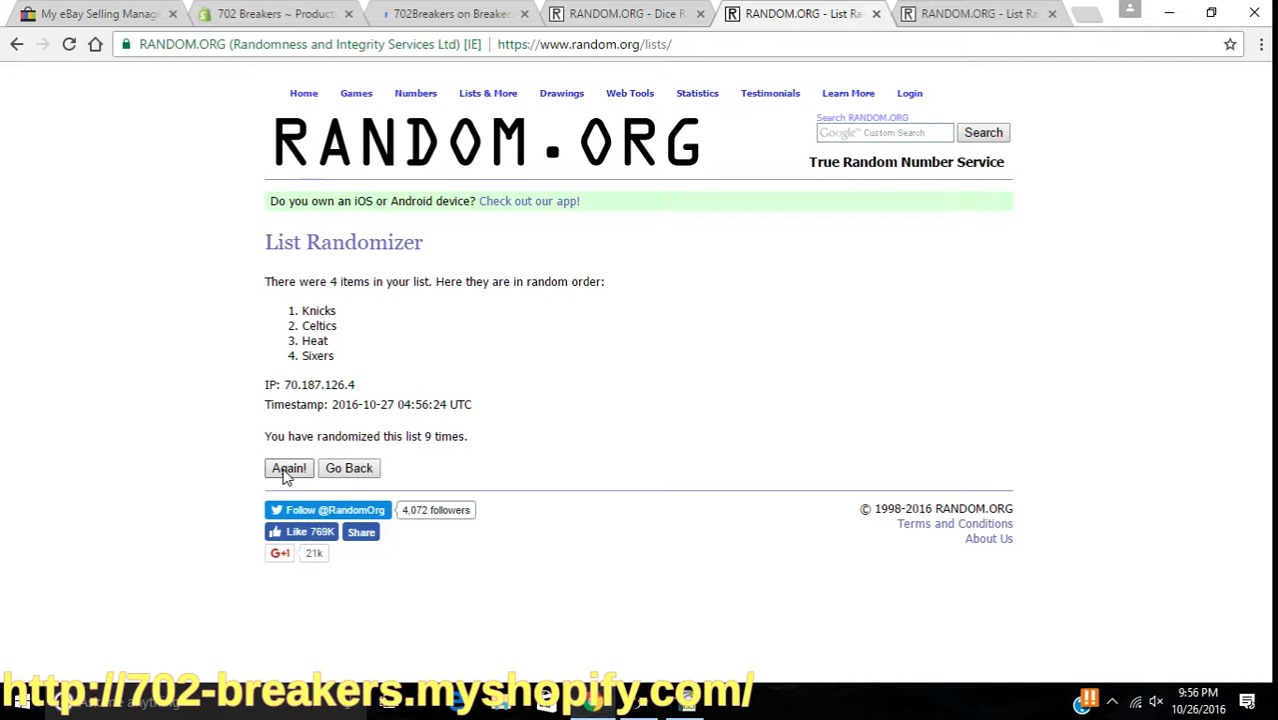 My eBay Selling Manage
702 Breakers ~ Product
702Breakers on Breaker
RANDOM.ORG - Dice R
RANDOM.ORG - List Ra
RANDOM.ORG - List Ra
RANDOM.ORG (Randomness and Integrity Services Ltd) [IE]
https://www.random.org/lists/
Home Games Numbers Lists & More Drawings Web Tools Statistics Testimonials Learn More Login
RANDOM.ORG
Search RANDOM.ORG
Google Custom Search
Search
True Random Number Service
Do you own an iOS or Android device? Check out our app!
List Randomizer
There were 4 items in your list. Here they are in random order:
1. Knicks
2. Celtics
3. Heat
4. Sixers
IP: 70.187.126.4
Timestamp: 2016-10-27 04:56:24 UTC
You have randomized this list 9 times.
Again! Go Back
Follow @RandomOrg 4,072 followers
Like 769K Share
G+1 21k
© 1998-2016 RANDOM.ORG
Terms and Conditions
About Us
http://702-breakers.myshopify.com/
9:56 PM
10/26/2016